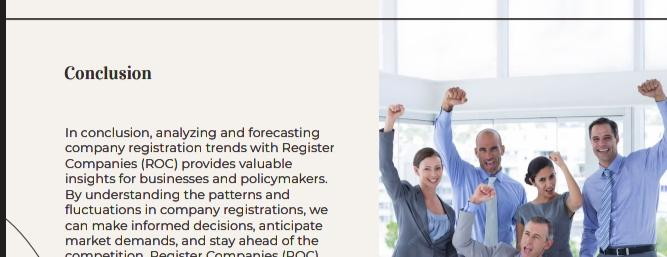 Conclusion
In conclusion, analyzing and forecasting
company registration trends with Register
Companies (ROC) provides valuable
insights for businesses and policymakers.
By understanding the patterns and
fluctuations in company registrations, we
can make informed decisions, anticipate
market demands, and stay ahead of the
competition. Register Companies (ROC)